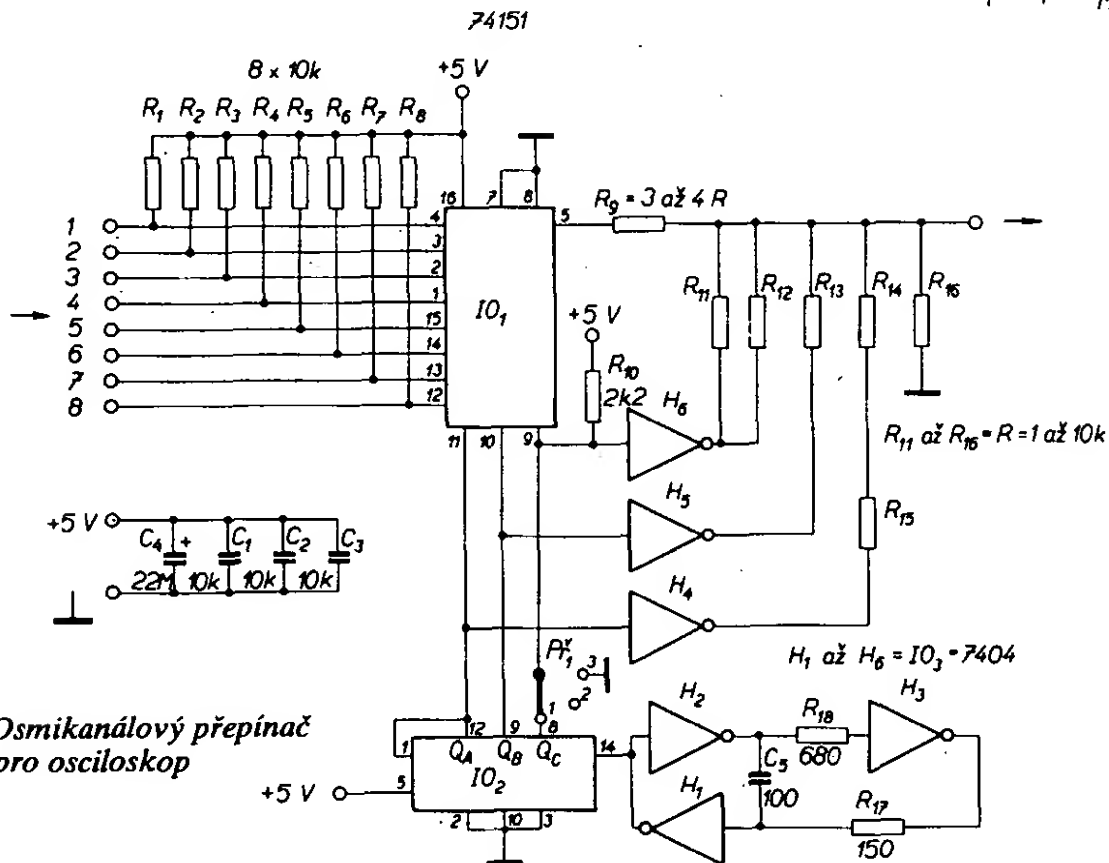 74151
8 x 10k
+5 V
R1 R2 R3 R4 R5 R6 R7 R8
16 7 8
1 4
2 3
3 2
4 1
5 15
6 14
7 13
8 12
IO1
5
R9 = 3 až 4 R
R11 R12 R13 R14 R16
+5 V
R10
2k2
11 10 9
H6
R11 až R16 = R = 1 až 10k
H5
R15
+5 V
C4 + C1 C2 C3
22M 10k 10k 10k
H4
Př1
3
2
1
H1 až H6 = IO3 = 7404
Osmikanálový přepínač
pro osciloskop
12 9 8
1 QA QB QC 14
IO2
+5 V 5
2 10 3
H2 R18 H3
680
C5
100
H1 R17
150